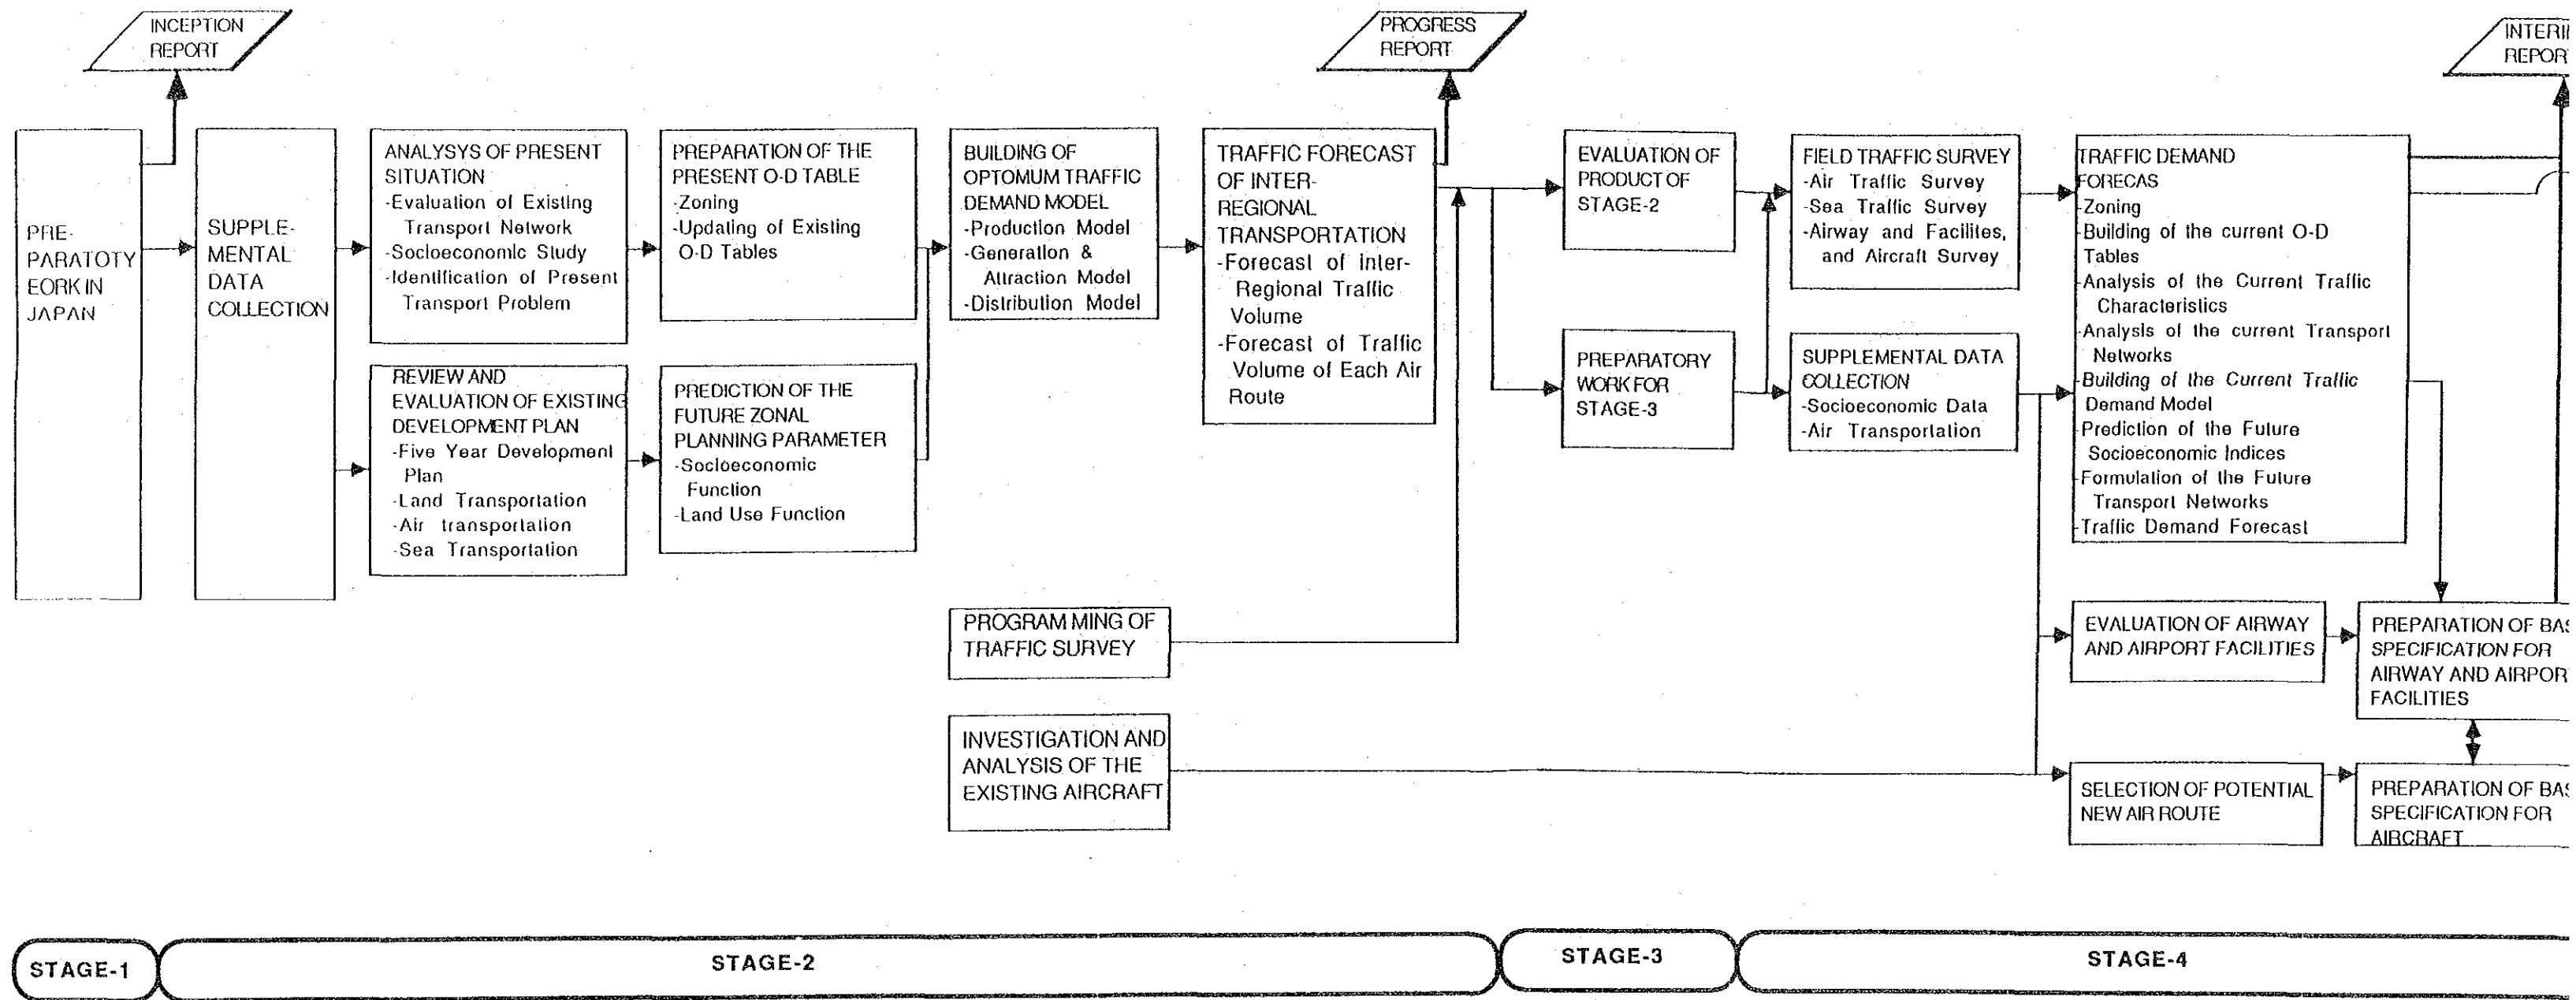 INCEPTION
REPORT
PROGRESS
REPORT
PRE-
PARATOTY
EORK IN
JAPAN
SUPPLE-
MENTAL
DATA
COLLECTION
ANALYSYS OF PRESENT
SITUATION
-Evaluation of Existing
Transport Network
-Socioeconomic Study
-Identification of Present
Transport Problem
REVIEW AND
EVALUATION OF EXISTING
DEVELOPMENT PLAN
-Five Year Development
Plan
-Land Transportation
-Air transportation
-Sea Transportation
PREPARATION OF THE
PRESENT O-D TABLE
-Zoning
-Updating of Existing
O-D Tables
PREDICTION OF THE
FUTURE ZONAL
PLANNING PARAMETER
-Socioeconomic
Function
-Land Use Function
BUILDING OF
OPTOMUM TRAFFIC
DEMAND MODEL
-Production Model
-Generation &
Attraction Model
-Distribution Model
PROGRAM MING OF
TRAFFIC SURVEY
INVESTIGATION AND
ANALYSIS OF THE
EXISTING AIRCRAFT
TRAFFIC FORECAST
OF INTER-
REGIONAL
TRANSPORTATION
-Forecast of Inter-
Regional Traffic
Volume
-Forecast of Traffic
Volume of Each Air
Route
EVALUATION OF
PRODUCT OF
STAGE-2
PREPARATORY
WORK FOR
STAGE-3
FIELD TRAFFIC SURVEY
-Air Traffic Survey
-Sea Traffic Survey
-Airway and Facilites,
and Aircraft Survey
SUPPLEMENTAL DATA
COLLECTION
-Socioeconomic Data
-Air Transportation
TRAFFIC DEMAND
FORECAS
-Zoning
-Building of the current O-D
Tables
-Analysis of the Current Traffic
Characteristics
-Analysis of the current Transport
Networks
-Building of the Current Traffic
Demand Model
-Prediction of the Future
Socioeconomic Indices
-Formulation of the Future
Transport Networks
-Traffic Demand Forecast
EVALUATION OF AIRWAY
AND AIRPORT FACILITIES
PREPARATION OF
SPECIFICATION FOR
AIRWAY AND
FACILITIES
SELECTION OF POTENTIAL
NEW AIR ROUTE
PREPARATION OF
SPECIFICATION FOR
AIRCRAFT
STAGE-1
STAGE-2
STAGE-3
STAGE-4